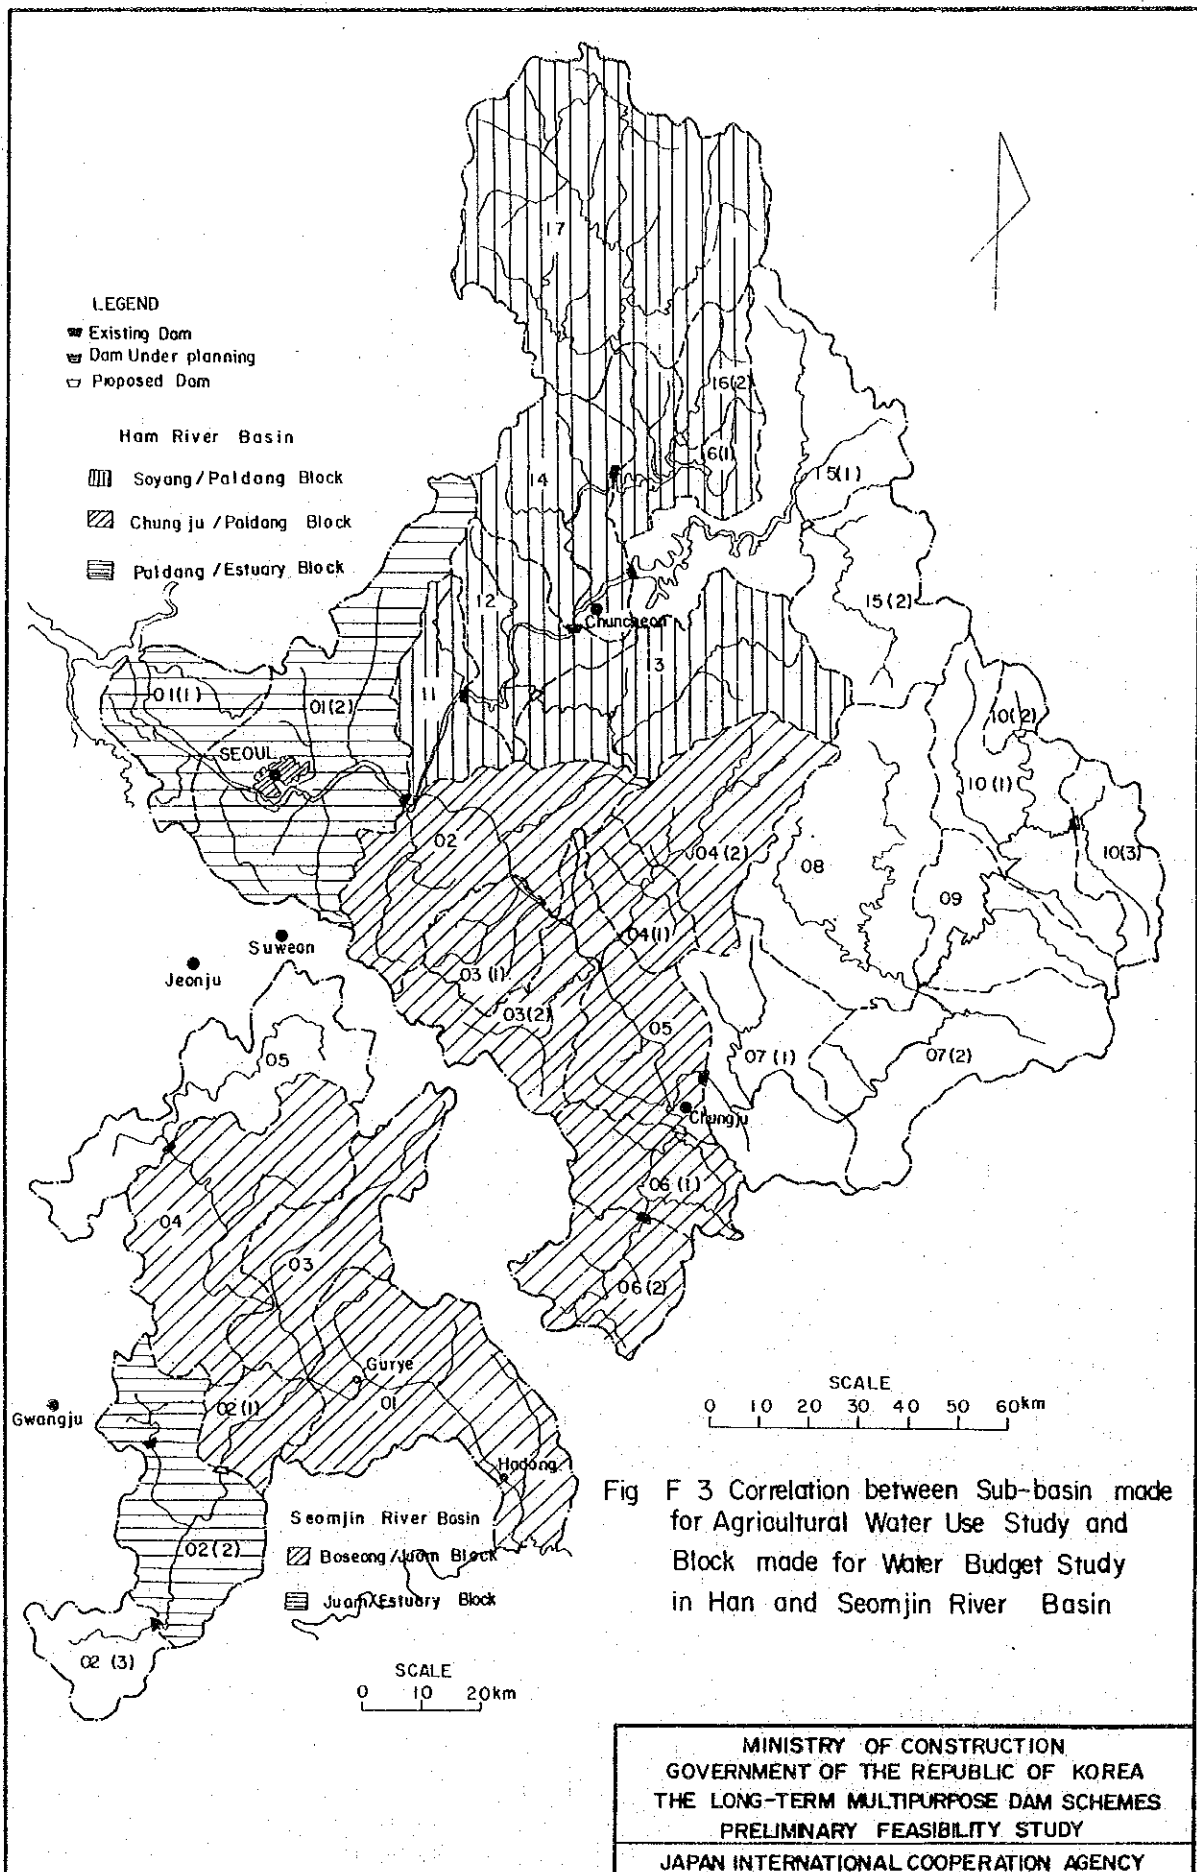 LEGEND
Existing Dam
Dam Under planning
Proposed Dam
Ham River Basin
Soyang/Paldang Block
Chung ju /Paldang Block
Paldang /Estuary Block
17
16(2)
16(1)
15(1)
14
15(2)
12
Chuncheon
13
11
01(1)
01(2)
10(2)
SEOUL
10(1)
02
04(2)
08
10(3)
09
04(1)
Suweon
Jeonju
03(1)
03(2)
05
07(1)
07(2)
05
Chungju
06(1)
04
03
06(2)
Gurye
SCALE
0 10 20 30 40 50 60km
Gwangju
02(1)
01
Hadong
Fig F 3 Correlation between Sub-basin made
for Agricultural Water Use Study and
Block made for Water Budget Study
in Han and Seomjin River Basin
Seomjin River Basin
Boseong/Juam Block
Juam/Estuary Block
02(2)
02 (3)
SCALE
0 10 20km
MINISTRY OF CONSTRUCTION
GOVERNMENT OF THE REPUBLIC OF KOREA
THE LONG-TERM MULTIPURPOSE DAM SCHEMES
PRELIMINARY FEASIBILITY STUDY
JAPAN INTERNATIONAL COOPERATION AGENCY